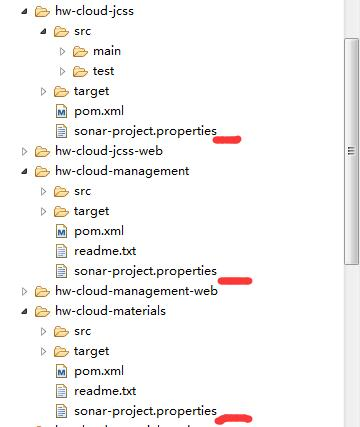 hw-cloud-jcss
src
main
test
target
pom.xml
sonar-project.properties
hw-cloud-jcss-web
hw-cloud-management
src
target
pom.xml
readme.txt
sonar-project.properties
hw-cloud-management-web
hw-cloud-materials
src
target
pom.xml
readme.txt
sonar-project.properties